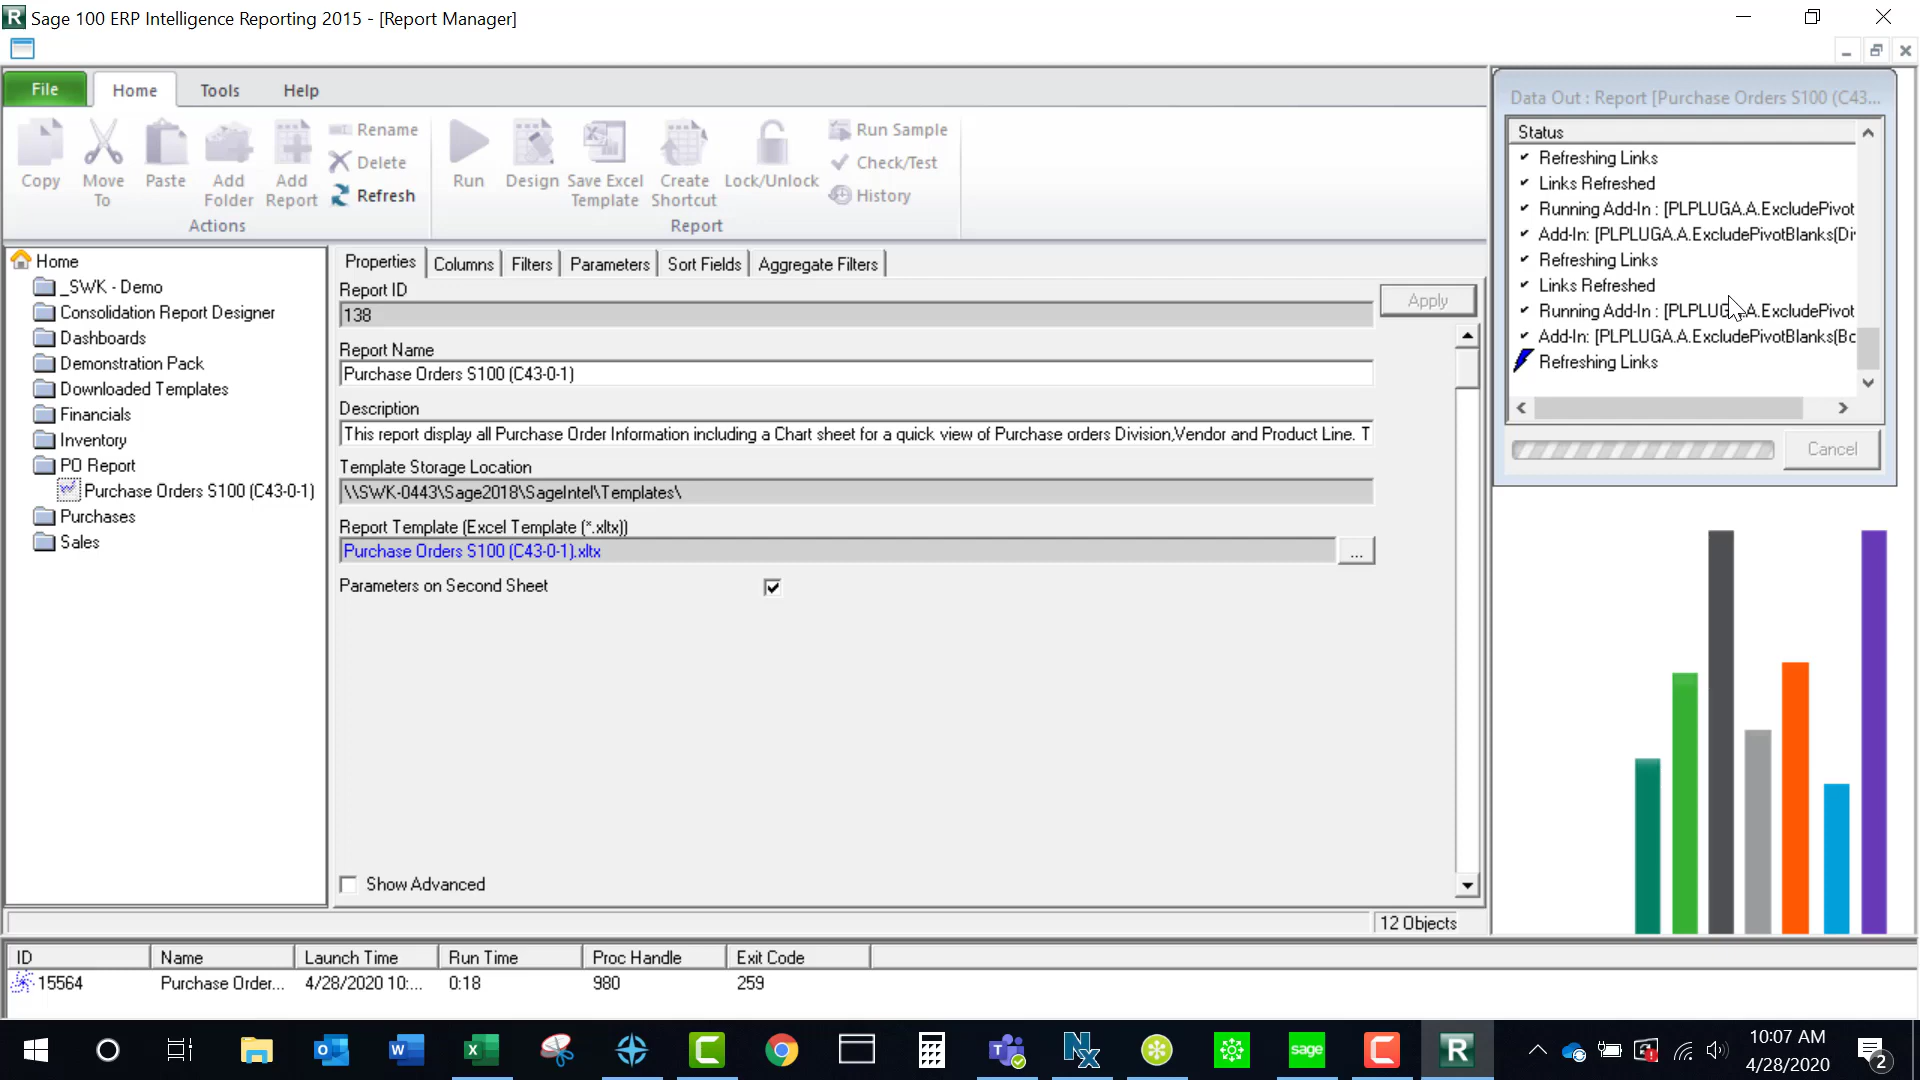 R Sage 100 ERP Intelligence Reporting 2015 - [Report Manager]
File Home Tools Help
Copy
Move To
Paste
Add Folder
Add Report
Rename
Delete
Refresh
Actions
Run
Design
Save Excel Template
Create Shortcut
Lock/Unlock
Run Sample
Check/Test
History
Report
Home
_SWK - Demo
Consolidation Report Designer
Dashboards
Demonstration Pack
Downloaded Templates
Financials
Inventory
PO Report
Purchase Orders S100 (C43-0-1)
Purchases
Sales
Properties Columns Filters Parameters Sort Fields Aggregate Filters
Report ID
138
Apply
Report Name
Purchase Orders S100 (C43-0-1)
Description
This report display all Purchase Order Information including a Chart sheet for a quick view of Purchase orders Division,Vendor and Product Line. T
Template Storage Location
\\SWK-0443\Sage2018\SageIntel\Templates\
Report Template (Excel Template (*.xltx))
Purchase Orders S100 (C43-0-1).xltx
...
Parameters on Second Sheet
Show Advanced
12 Objects
Data Out : Report [Purchase Orders S100 (C43...
Status
Refreshing Links
Links Refreshed
Running Add-In : [PLPLUGA.A.ExcludePivot
Add-In: [PLPLUGA.A.ExcludePivotBlanks(Dir
Refreshing Links
Links Refreshed
Running Add-In : [PLPLUGA.A.ExcludePivot
Add-In: [PLPLUGA.A.ExcludePivotBlanks(Bc
Refreshing Links
Cancel
ID Name Launch Time Run Time Proc Handle Exit Code
15564 Purchase Order... 4/28/2020 10:... 0:18 980 259
sage
R
10:07 AM
4/28/2020
2